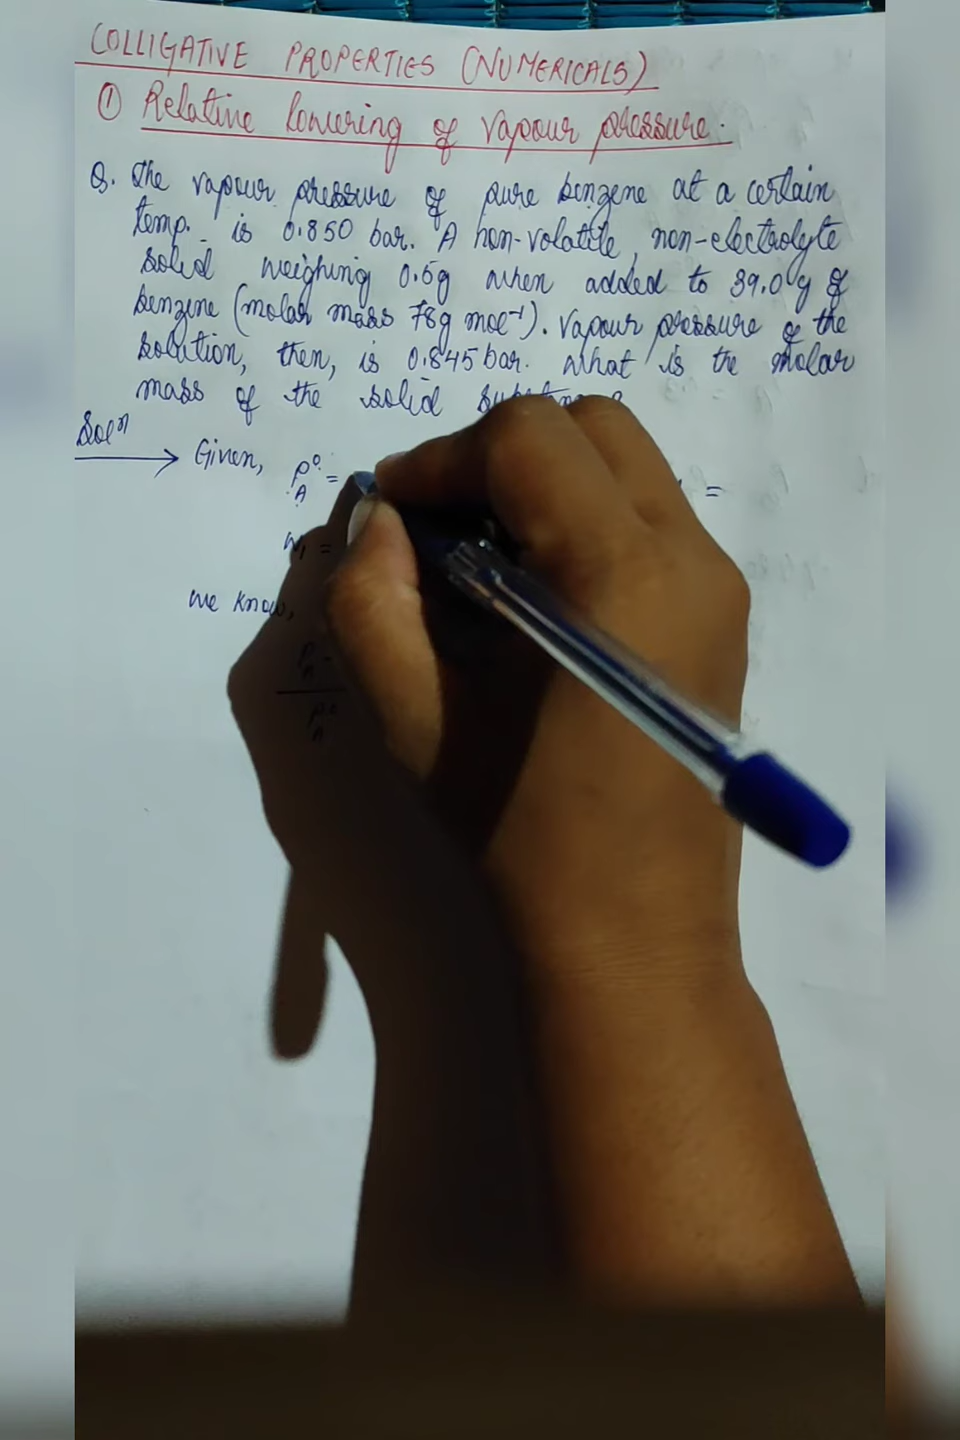 COLLIGATIVE PROPERTIES (NUMERICALS)
① Relative lowering of vapour pressure.
Q. The vapour pressure of pure benzene at a certain
temp. is 0.850 bar. A non-volatile, non-electrolyte
solid weighing 0.5g when added to 39.0g of
benzene (molar mass 78g mol⁻¹). Vapour pressure of the
solution, then, is 0.845 bar. What is the molar
mass of the solid
Solⁿ
Given, P°A = =
W₁ =
We know,